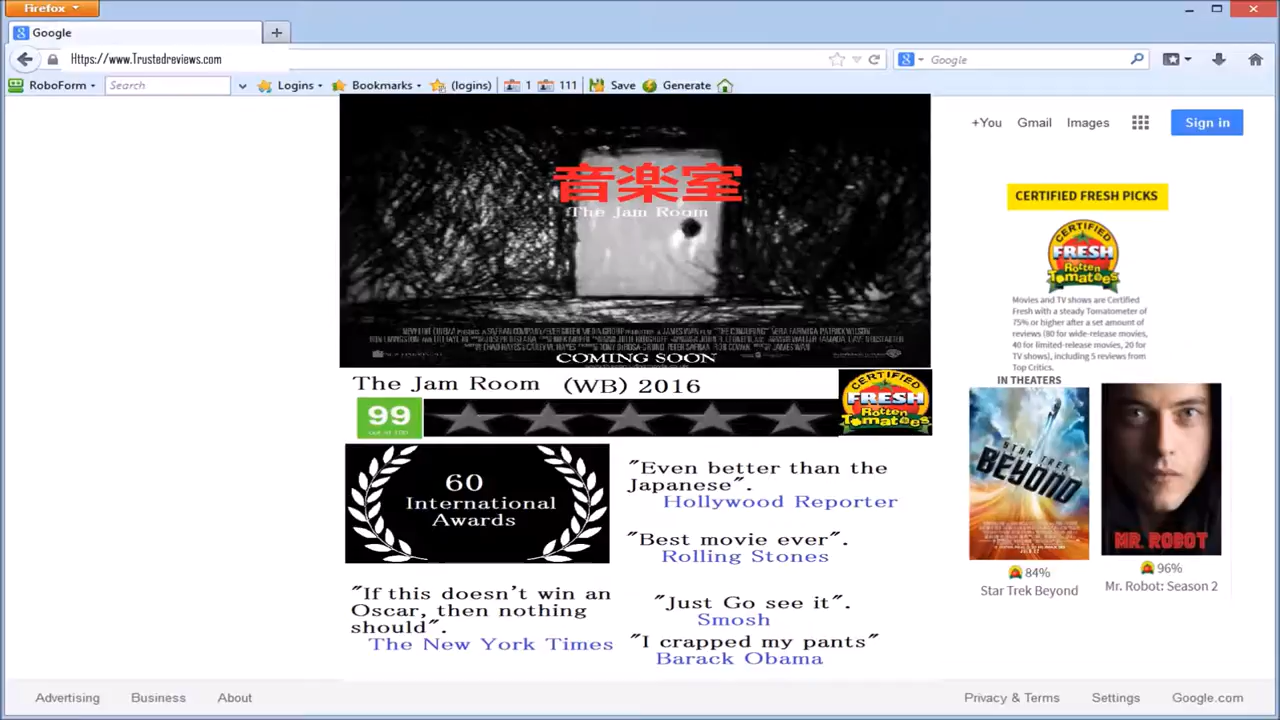 Firefox
Google
Https://www.Trustedreviews.com
Google
RoboForm
Search
Logins
Bookmarks
(logins)
1
111
Save
Generate
+You
Gmail
Images
Sign in
音楽室
The Jam Room
COMING SOON
The Jam Room (WB) 2016
99
out of 100
CERTIFIED
FRESH
Rotten
Tomatoes
60
International
Awards
"Even better than the
Japanese".
Hollywood Reporter
"Best movie ever".
Rolling Stones
"If this doesn't win an
Oscar, then nothing
should".
The New York Times
"Just Go see it".
Smosh
"I crapped my pants"
Barack Obama
CERTIFIED FRESH PICKS
CERTIFIED
FRESH
Rotten
Tomatoes
Movies and TV shows are Certified
Fresh with a steady Tomatometer of
75% or higher after a set amount of
reviews (80 for wide-release movies,
40 for limited-release movies, 20 for
TV shows), including 5 reviews from
Top Critics.
IN THEATERS
STAR TREK
BEYOND
84%
Star Trek Beyond
MR. ROBOT
96%
Mr. Robot: Season 2
Advertising
Business
About
Privacy & Terms
Settings
Google.com